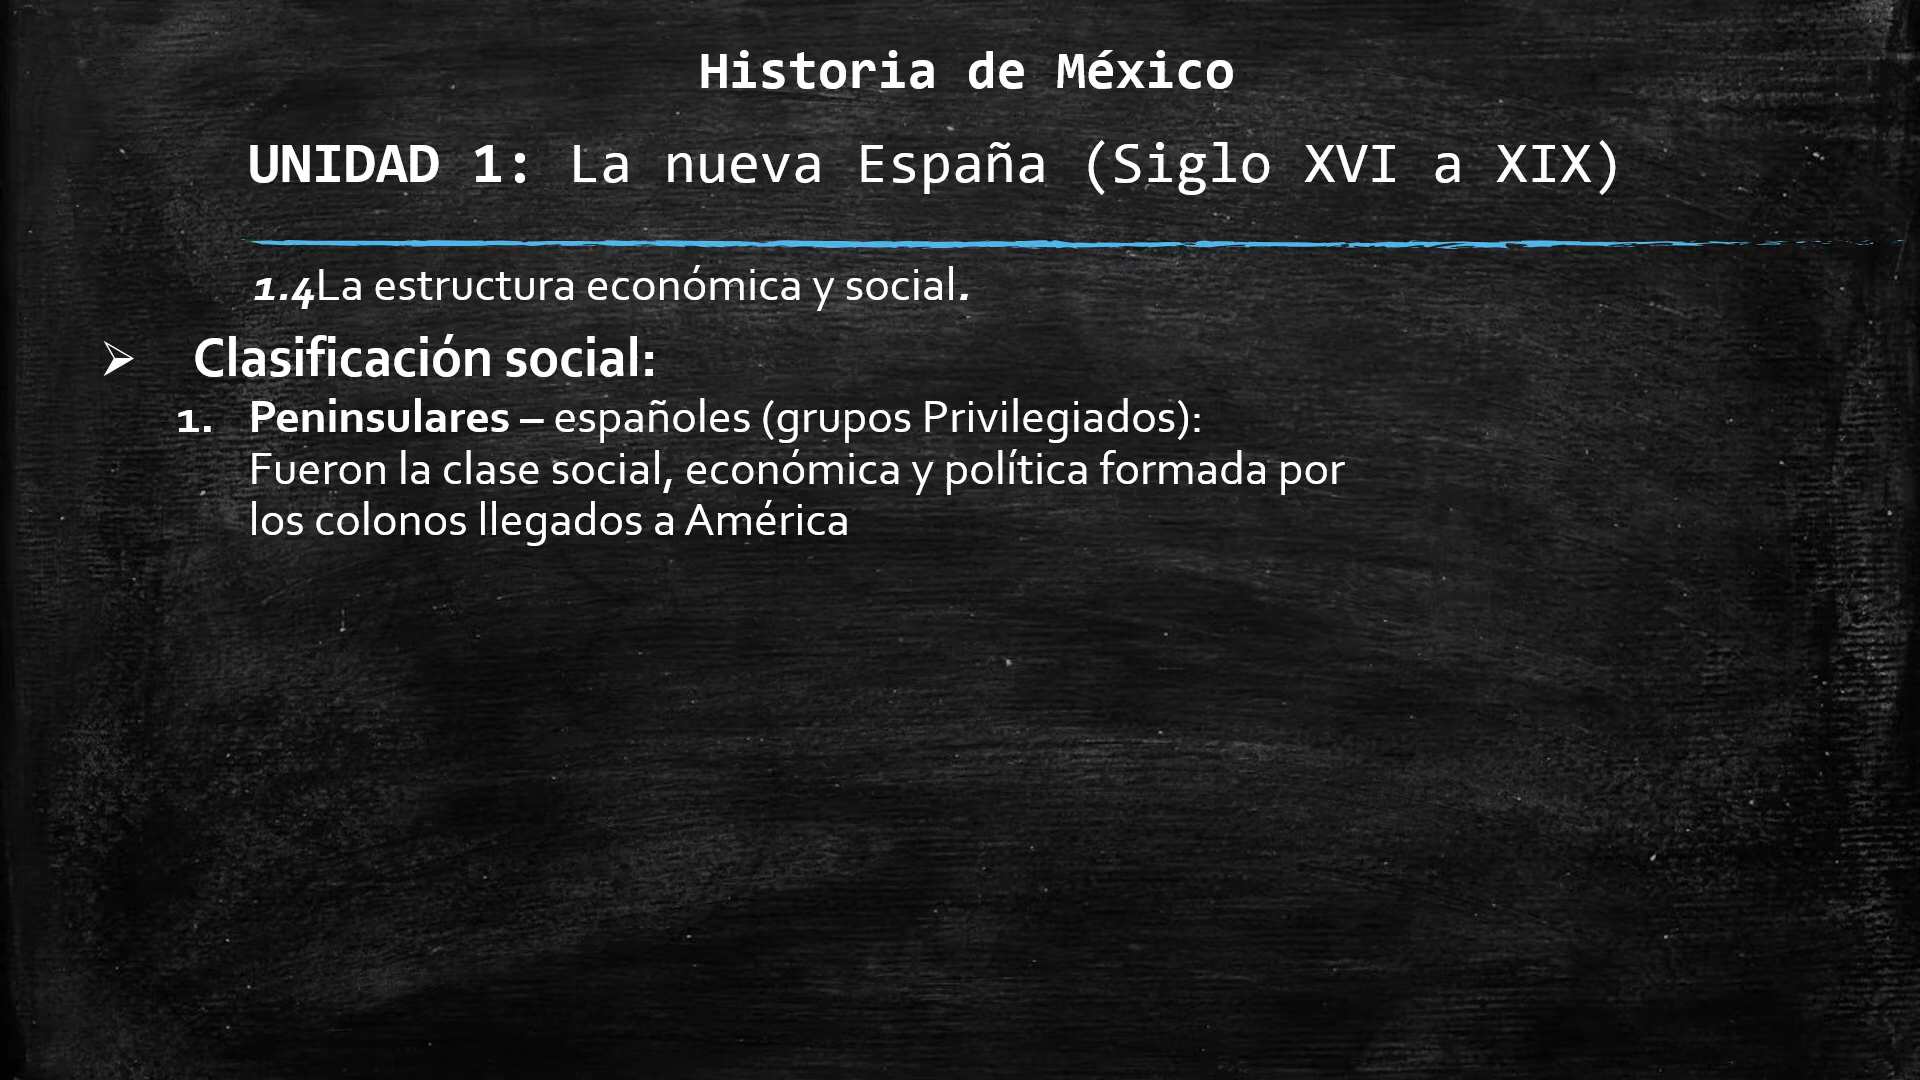 Historia de México
UNIDAD 1: La nueva España (Siglo XVI a XIX)
1.4La estructura económica y social.
➢ Clasificación social:
1. Peninsulares – españoles (grupos Privilegiados):
Fueron la clase social, económica y política formada por
los colonos llegados a América